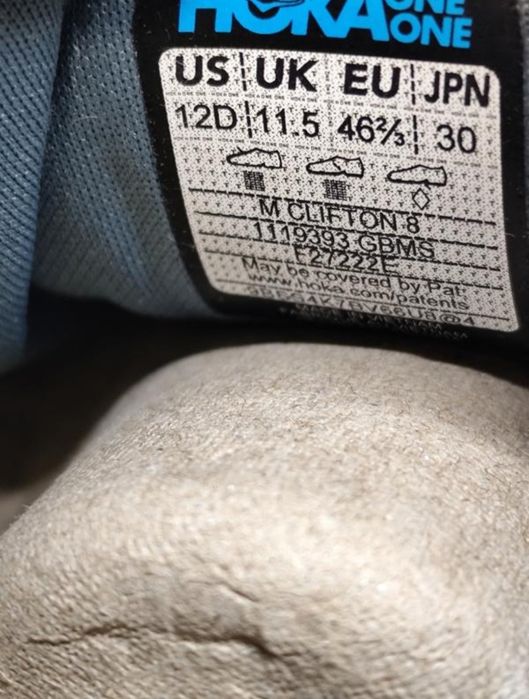 HOKA ONE ONE
US UK EU JPN
12D 11.5 46⅔ 30
M CLIFTON 8
1119393 GBMS
F27222E
May be covered by Pat:
www.hoka.com/patents